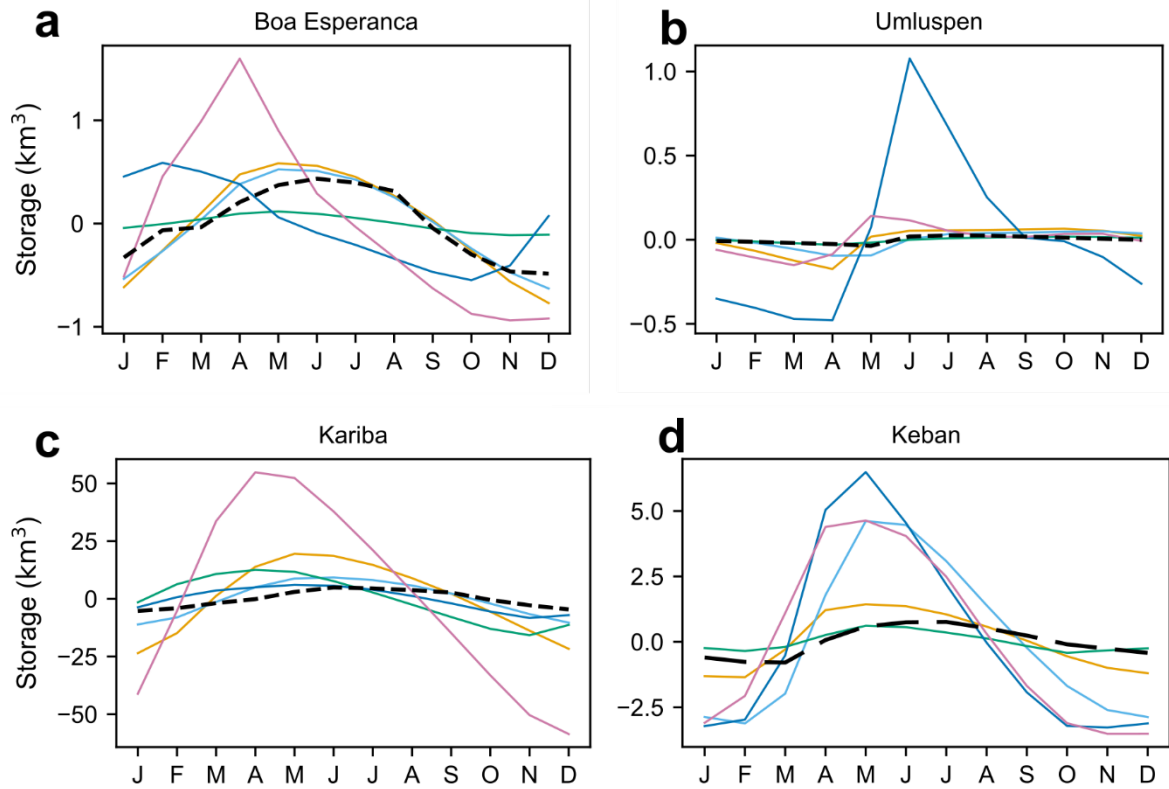 a
Boa Esperanca
Storage (km³)
1
0
−1
J F M A M J J A S O N D
b
Umluspen
1.0
0.5
0.0
−0.5
J F M A M J J A S O N D
c
Kariba
Storage (km³)
50
25
0
−25
−50
J F M A M J J A S O N D
d
Keban
5.0
2.5
0.0
−2.5
J F M A M J J A S O N D